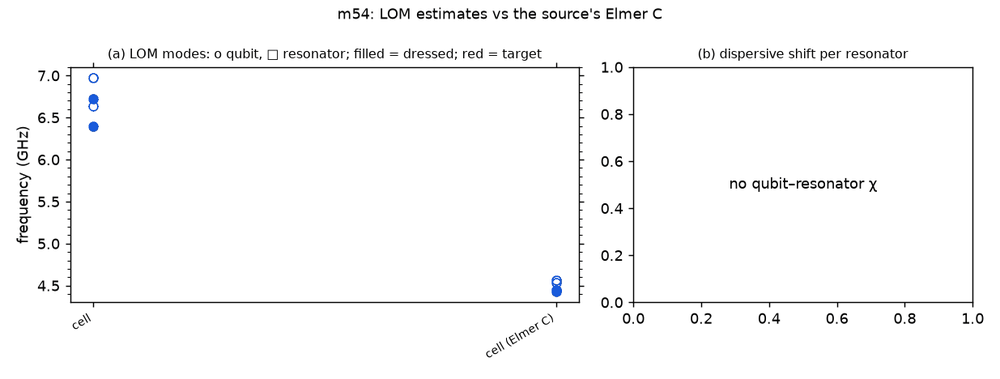 m54: LOM estimates vs the source's Elmer C
(a) LOM modes: o qubit, □ resonator; filled = dressed; red = target
frequency (GHz)
7.0
6.5
6.0
5.5
5.0
4.5
cell
cell (Elmer C)
(b) dispersive shift per resonator
1.0
0.8
0.6
0.4
0.2
0.0
no qubit–resonator χ
0.0 0.2 0.4 0.6 0.8 1.0